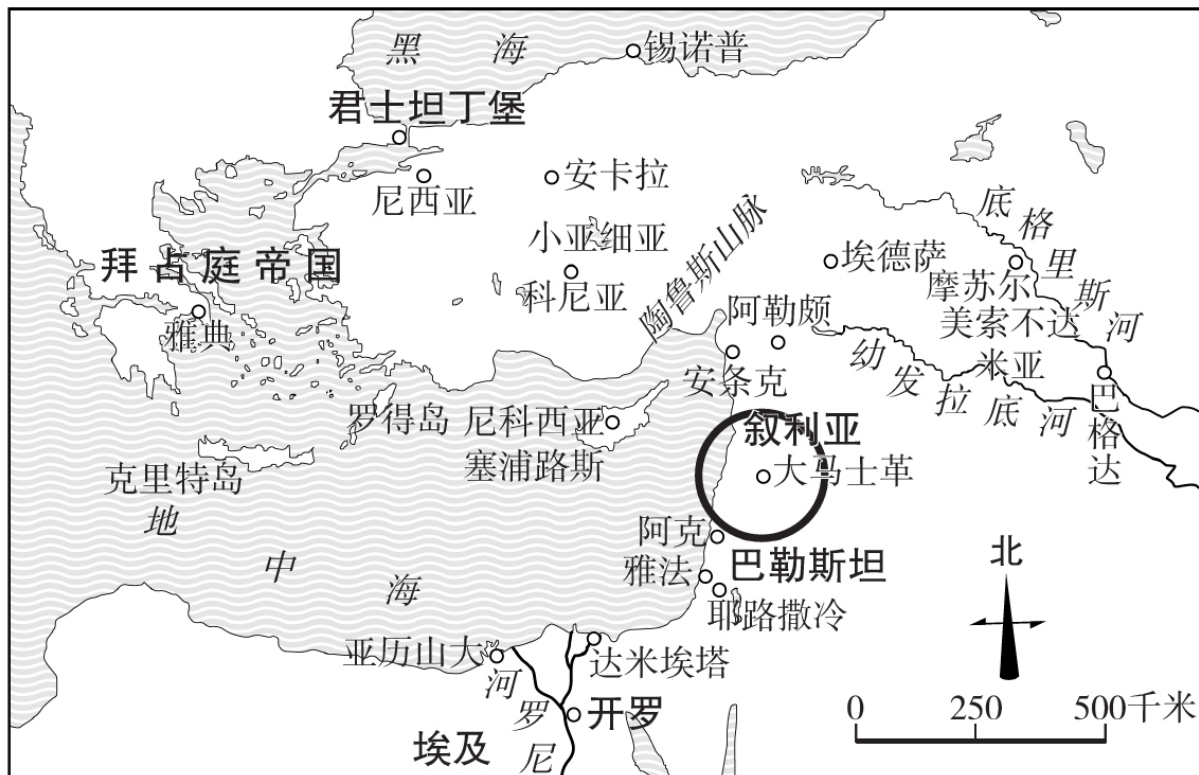 黑海
锡诺普
君士坦丁堡
尼西亚
安卡拉
小亚细亚
科尼亚
陶鲁斯山脉
拜占庭帝国
雅典
埃德萨
底格里斯河
摩苏尔
美索不达
米亚
阿勒颇
安条克
幼发拉底河
巴格达
罗得岛
尼科西亚
塞浦路斯
叙利亚
大马士革
克里特岛
地中海
阿克
雅法
巴勒斯坦
耶路撒冷
北
亚历山大
达米埃塔
河罗尼
开罗
埃及
0 250 500千米